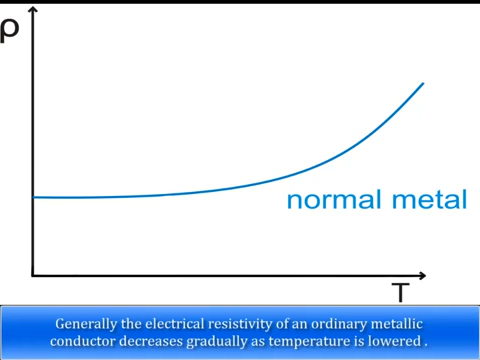 ρ
normal metal
T
Generally the electrical resistivity of an ordinary metallic
conductor decreases gradually as temperature is lowered .